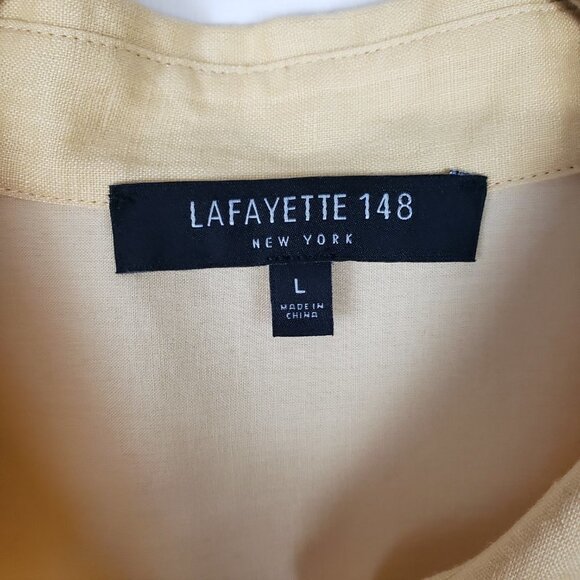 LAFAYETTE 148
NEW YORK
L
MADE IN
CHINA